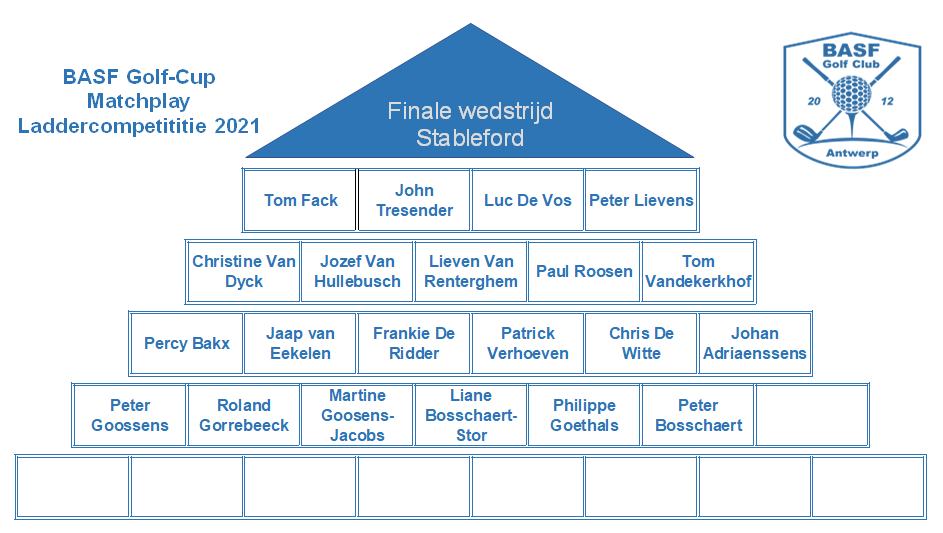 BASF Golf-Cup
Matchplay
Laddercompetititie 2021
Finale wedstrijd
Stableford
BASF
Golf Club
20 12
Antwerp
Tom Fack
John
Tresender
Luc De Vos
Peter Lievens
Christine Van
Dyck
Jozef Van
Hullebusch
Lieven Van
Renterghem
Paul Roosen
Tom
Vandekerkhof
Percy Bakx
Jaap van
Eekelen
Frankie De
Ridder
Patrick
Verhoeven
Chris De
Witte
Johan
Adriaenssens
Peter
Goossens
Roland
Gorrebeeck
Martine
Goosens-
Jacobs
Liane
Bosschaert-
Stor
Philippe
Goethals
Peter
Bosschaert